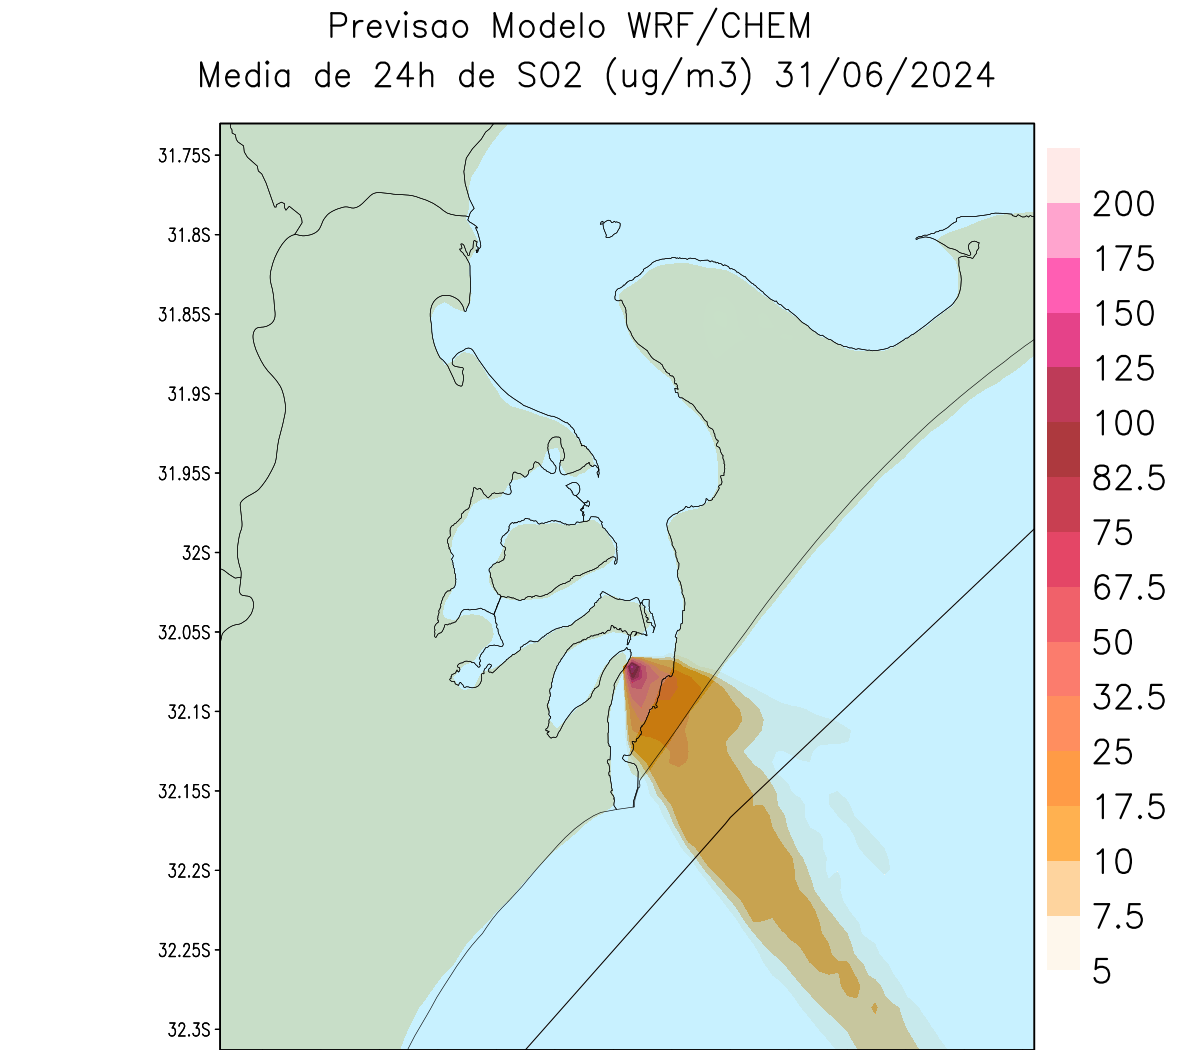 Previsao Modelo WRF/CHEM
Media de 24h de SO2 (ug/m3) 31/06/2024
31.75S
31.8S
31.85S
31.9S
31.95S
32S
32.05S
32.1S
32.15S
32.2S
32.25S
32.3S
200
175
150
125
100
82.5
75
67.5
50
32.5
25
17.5
10
7.5
5